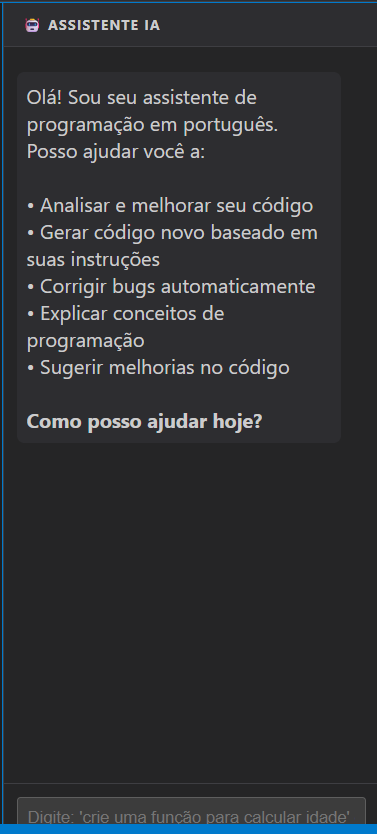 ASSISTENTE IA
Olá! Sou seu assistente de
programação em português.
Posso ajudar você a:
• Analisar e melhorar seu código
• Gerar código novo baseado em
suas instruções
• Corrigir bugs automaticamente
• Explicar conceitos de
programação
• Sugerir melhorias no código
Como posso ajudar hoje?
Digite: 'crie uma função para calcular idade'